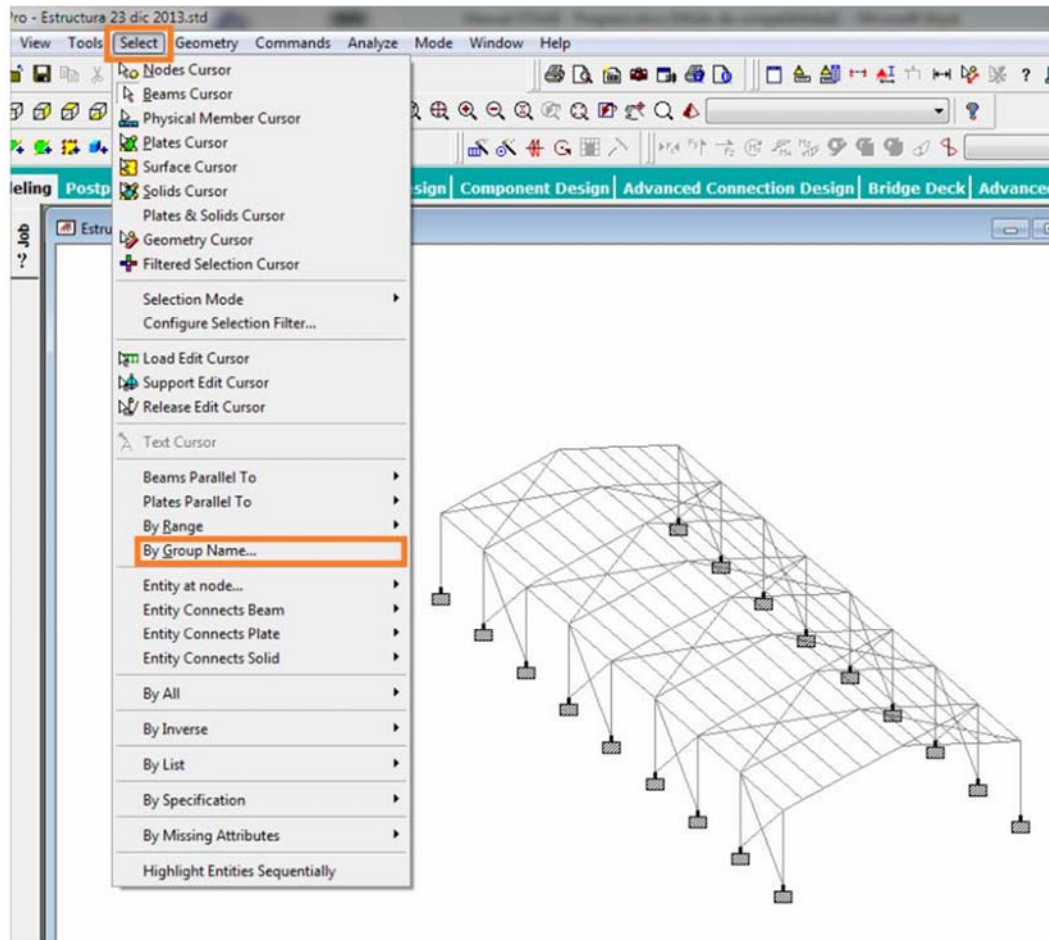 Pro - Estructura 23 dic 2013.std
View Tools Select Geometry Commands Analyze Mode Window Help
Nodes Cursor
Beams Cursor
Physical Member Cursor
Plates Cursor
Surface Cursor
Solids Cursor
Plates & Solids Cursor
Geometry Cursor
Filtered Selection Cursor
Selection Mode
Configure Selection Filter...
Load Edit Cursor
Support Edit Cursor
Release Edit Cursor
Text Cursor
Beams Parallel To
Plates Parallel To
By Range
By Group Name...
Entity at node...
Entity Connects Beam
Entity Connects Plate
Entity Connects Solid
By All
By Inverse
By List
By Specification
By Missing Attributes
Highlight Entities Sequentially
eling Postp sign Component Design Advanced Connection Design Bridge Deck Advance
Job
?
Estru